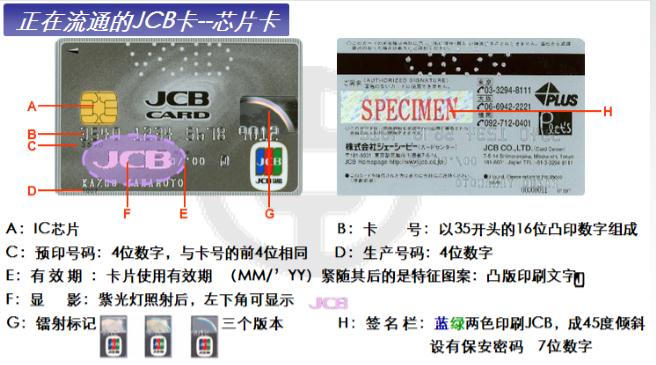 正在流通的JCB卡--芯片卡
JCB
CARD
A
B
C
D
F
E
G
H
JCB
JCB
9012
(AUTHORIZED SIGNATURE)
SPECIMEN
東京
03-3294-8111
大阪
06-6942-2221
福岡
092-712-0401
PLUS
株式会社ジェーシービー
JCB CO.,LTD.
A：IC芯片
B：卡 号：以35开头的16位凸印数字组成
C：预印号码：4位数字，与卡号的前4位相同
D：生产号码：4位数字
E：有效期：卡片使用有效期 （MM/’YY）紧随其后的是特征图案：凸版印刷文字
F：显 影：紫光灯照射后，左下角可显示 JCB
G：镭射标记 三个版本
H：签名栏：蓝绿两色印刷JCB，成45度倾斜
设有保安密码 7位数字